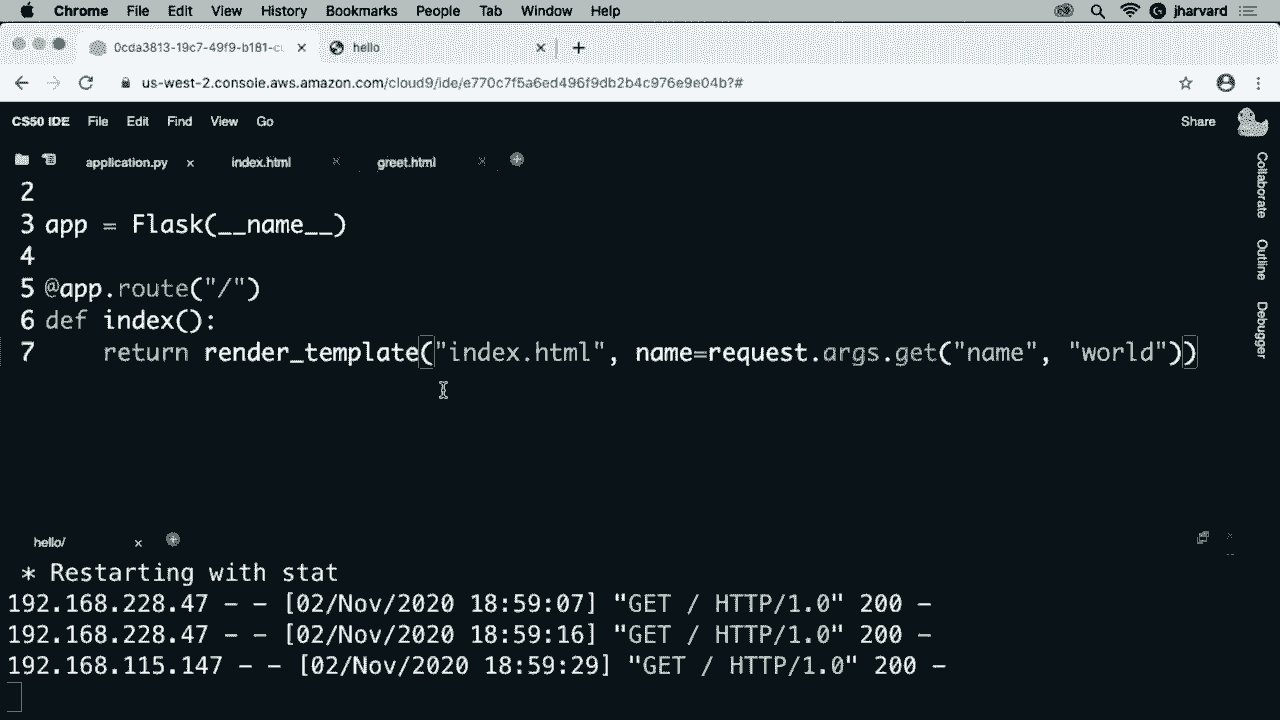 Chrome File Edit View History Bookmarks People Tab Window Help jharvard
0cda3813-19c7-49f9-b181-c hello
us-west-2.console.aws.amazon.com/cloud9/ide/e770c7f5a6ed496f9db2b4c976e9e04b?#
CS50 IDE File Edit Find View Go Share
application.py index.html greet.html
Collaborate
Outline
Debugger
2
3 app = Flask(__name__)
4
5 @app.route("/")
6 def index():
7 return render_template("index.html", name=request.args.get("name", "world"))
hello/
* Restarting with stat
192.168.228.47 - - [02/Nov/2020 18:59:07] "GET / HTTP/1.0" 200 -
192.168.228.47 - - [02/Nov/2020 18:59:16] "GET / HTTP/1.0" 200 -
192.168.115.147 - - [02/Nov/2020 18:59:29] "GET / HTTP/1.0" 200 -